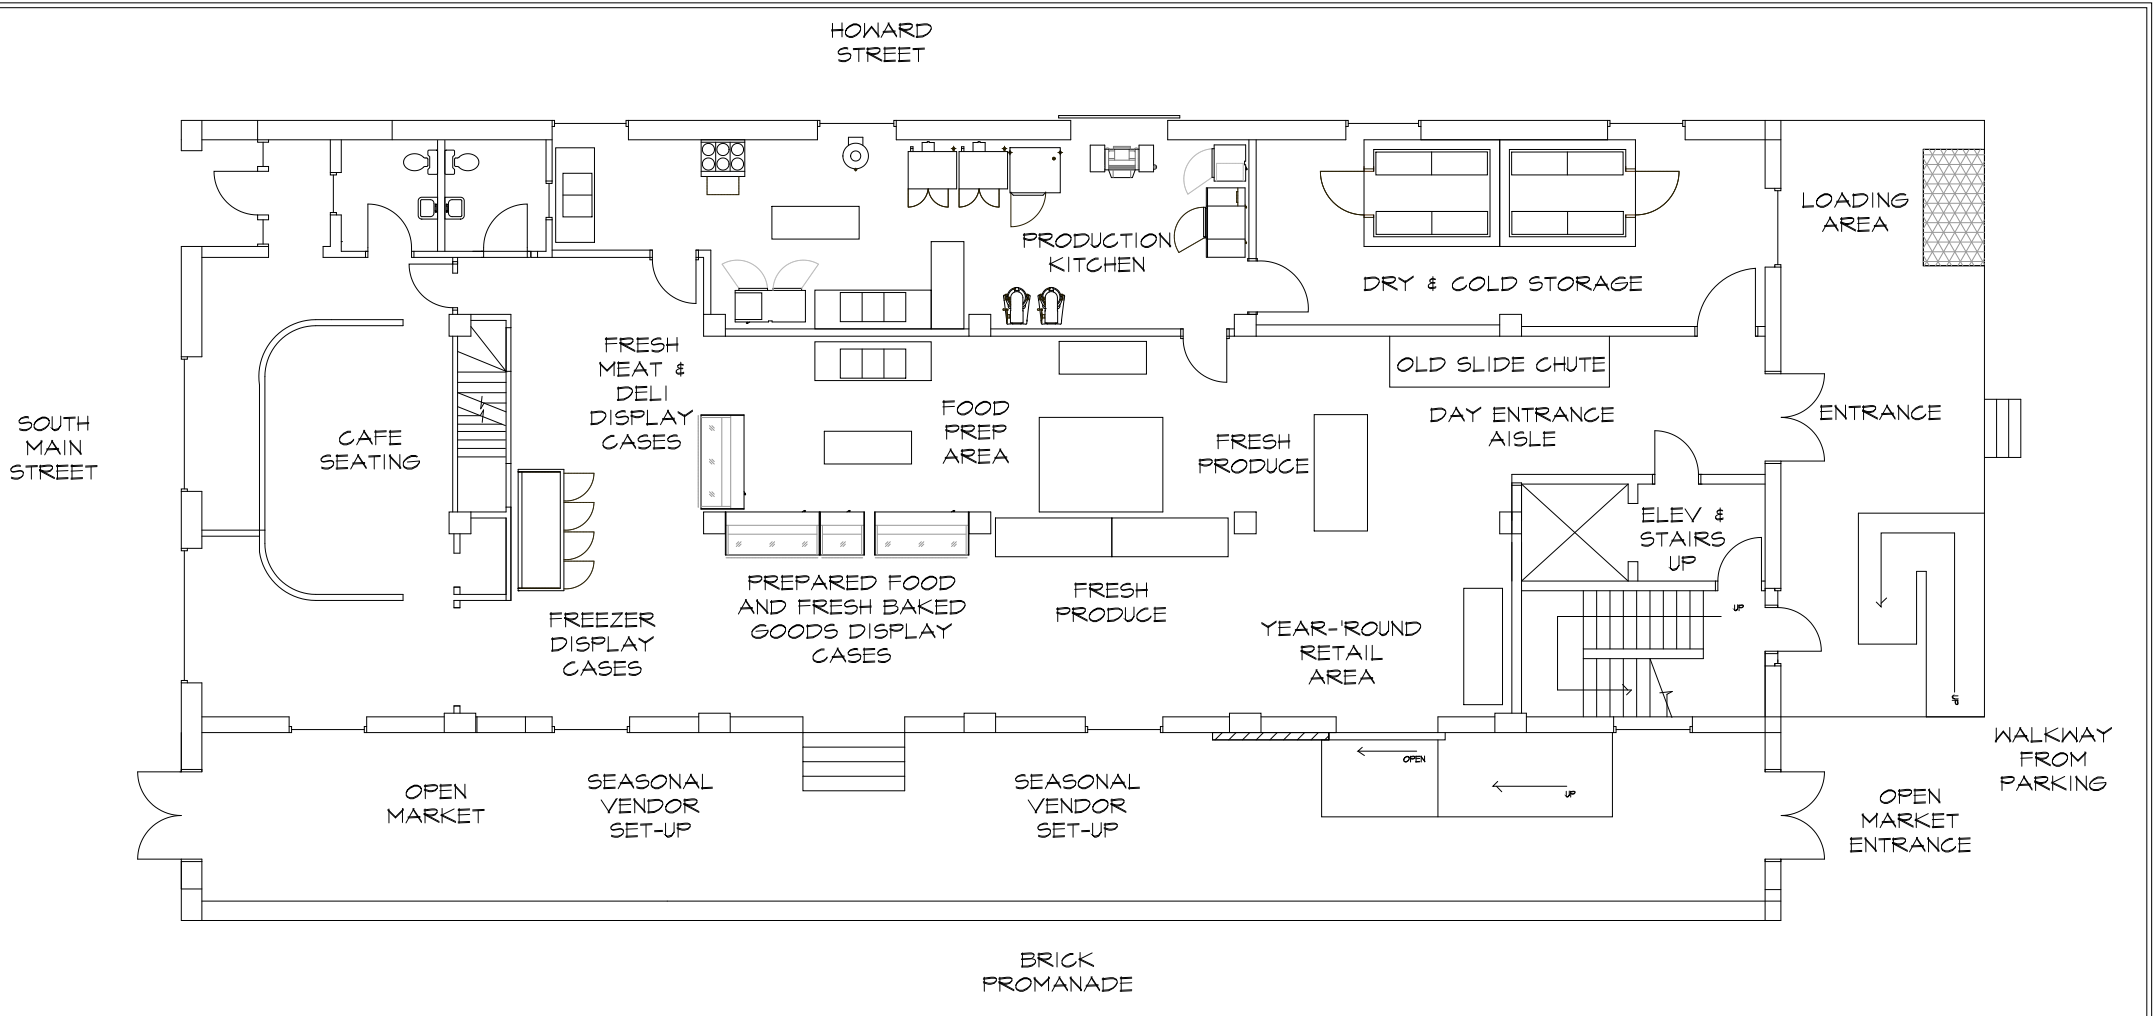 HOWARD
STREET
LOADING
AREA
PRODUCTION
KITCHEN
DRY & COLD STORAGE
FRESH
MEAT &
DELI
DISPLAY
CASES
OLD SLIDE CHUTE
SOUTH
MAIN
STREET
CAFE
SEATING
FOOD
PREP
AREA
FRESH
PRODUCE
DAY ENTRANCE
AISLE
ENTRANCE
ELEV &
STAIRS
UP
PREPARED FOOD
AND FRESH BAKED
GOODS DISPLAY
CASES
FRESH
PRODUCE
FREEZER
DISPLAY
CASES
YEAR-'ROUND
RETAIL
AREA
UP
UP
WALKWAY
FROM
PARKING
OPEN
MARKET
SEASONAL
VENDOR
SET-UP
SEASONAL
VENDOR
SET-UP
OPEN
UP
OPEN
MARKET
ENTRANCE
BRICK
PROMANADE